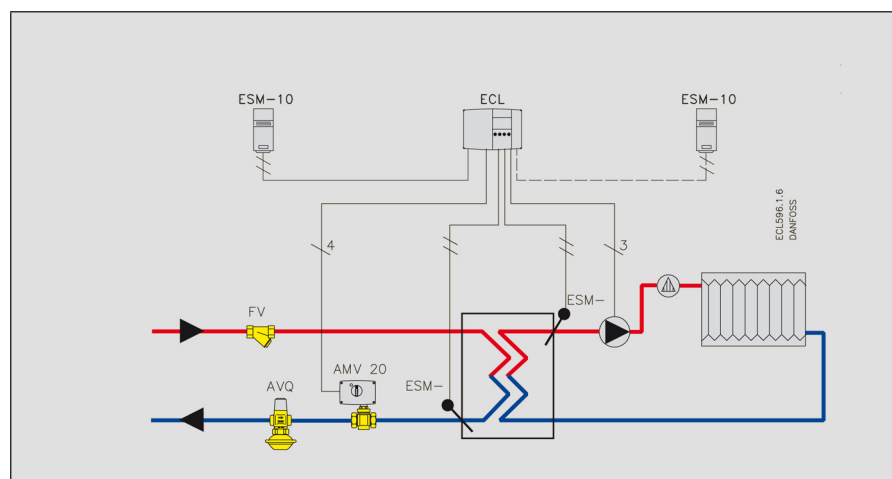 ESM-10
ECL
ESM-10
ECL596.1.6
DANFOSS
4
3
FV
ESM-
AMV 20
ESM-
AVQ